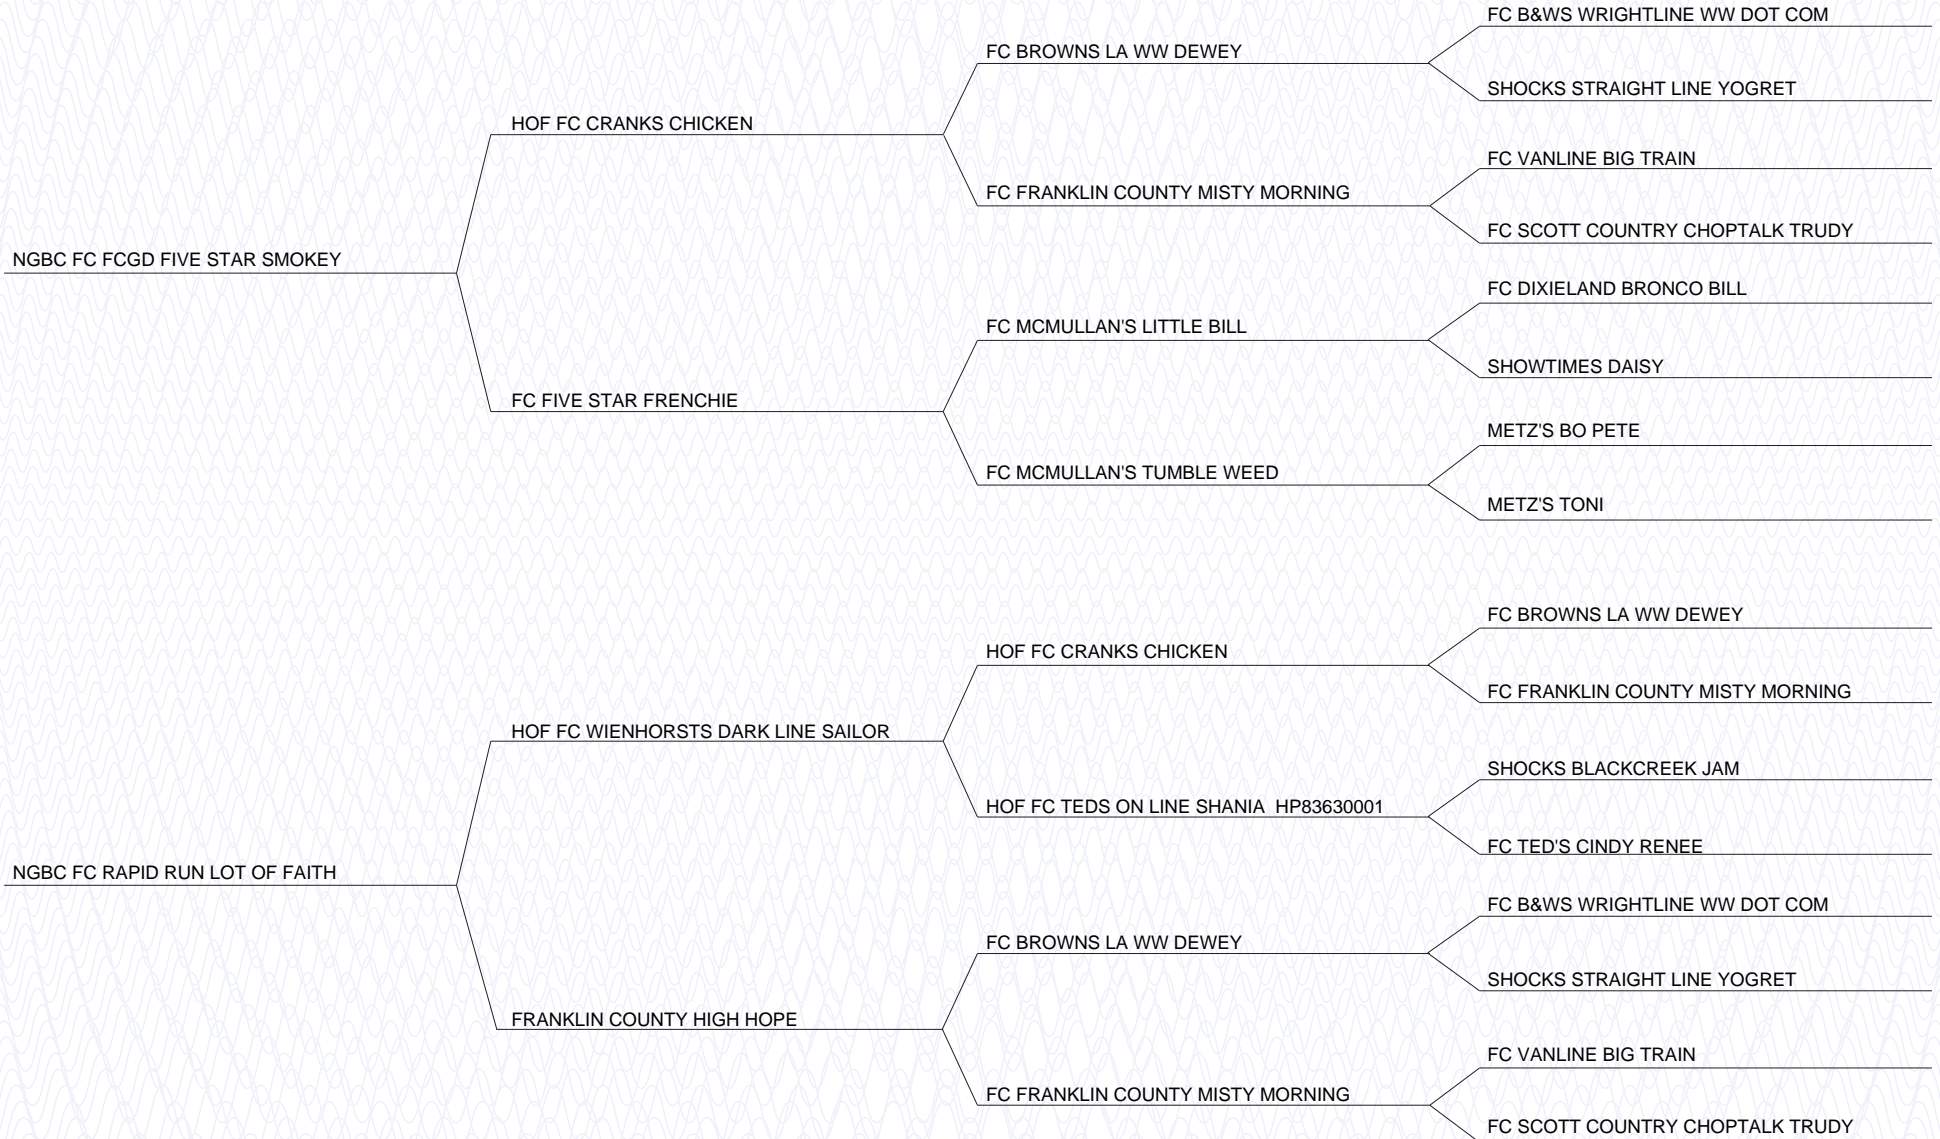 FC B&WS WRIGHTLINE WW DOT COM
FC BROWNS LA WW DEWEY
SHOCKS STRAIGHT LINE YOGRET
HOF FC CRANKS CHICKEN
FC VANLINE BIG TRAIN
FC FRANKLIN COUNTY MISTY MORNING
FC SCOTT COUNTRY CHOPTALK TRUDY
NGBC FC FCGD FIVE STAR SMOKEY
FC DIXIELAND BRONCO BILL
FC MCMULLAN'S LITTLE BILL
SHOWTIMES DAISY
FC FIVE STAR FRENCHIE
METZ'S BO PETE
FC MCMULLAN'S TUMBLE WEED
METZ'S TONI
FC BROWNS LA WW DEWEY
HOF FC CRANKS CHICKEN
FC FRANKLIN COUNTY MISTY MORNING
HOF FC WIENHORSTS DARK LINE SAILOR
SHOCKS BLACKCREEK JAM
HOF FC TEDS ON LINE SHANIA HP83630001
FC TED'S CINDY RENEE
NGBC FC RAPID RUN LOT OF FAITH
FC B&WS WRIGHTLINE WW DOT COM
FC BROWNS LA WW DEWEY
SHOCKS STRAIGHT LINE YOGRET
FRANKLIN COUNTY HIGH HOPE
FC VANLINE BIG TRAIN
FC FRANKLIN COUNTY MISTY MORNING
FC SCOTT COUNTRY CHOPTALK TRUDY